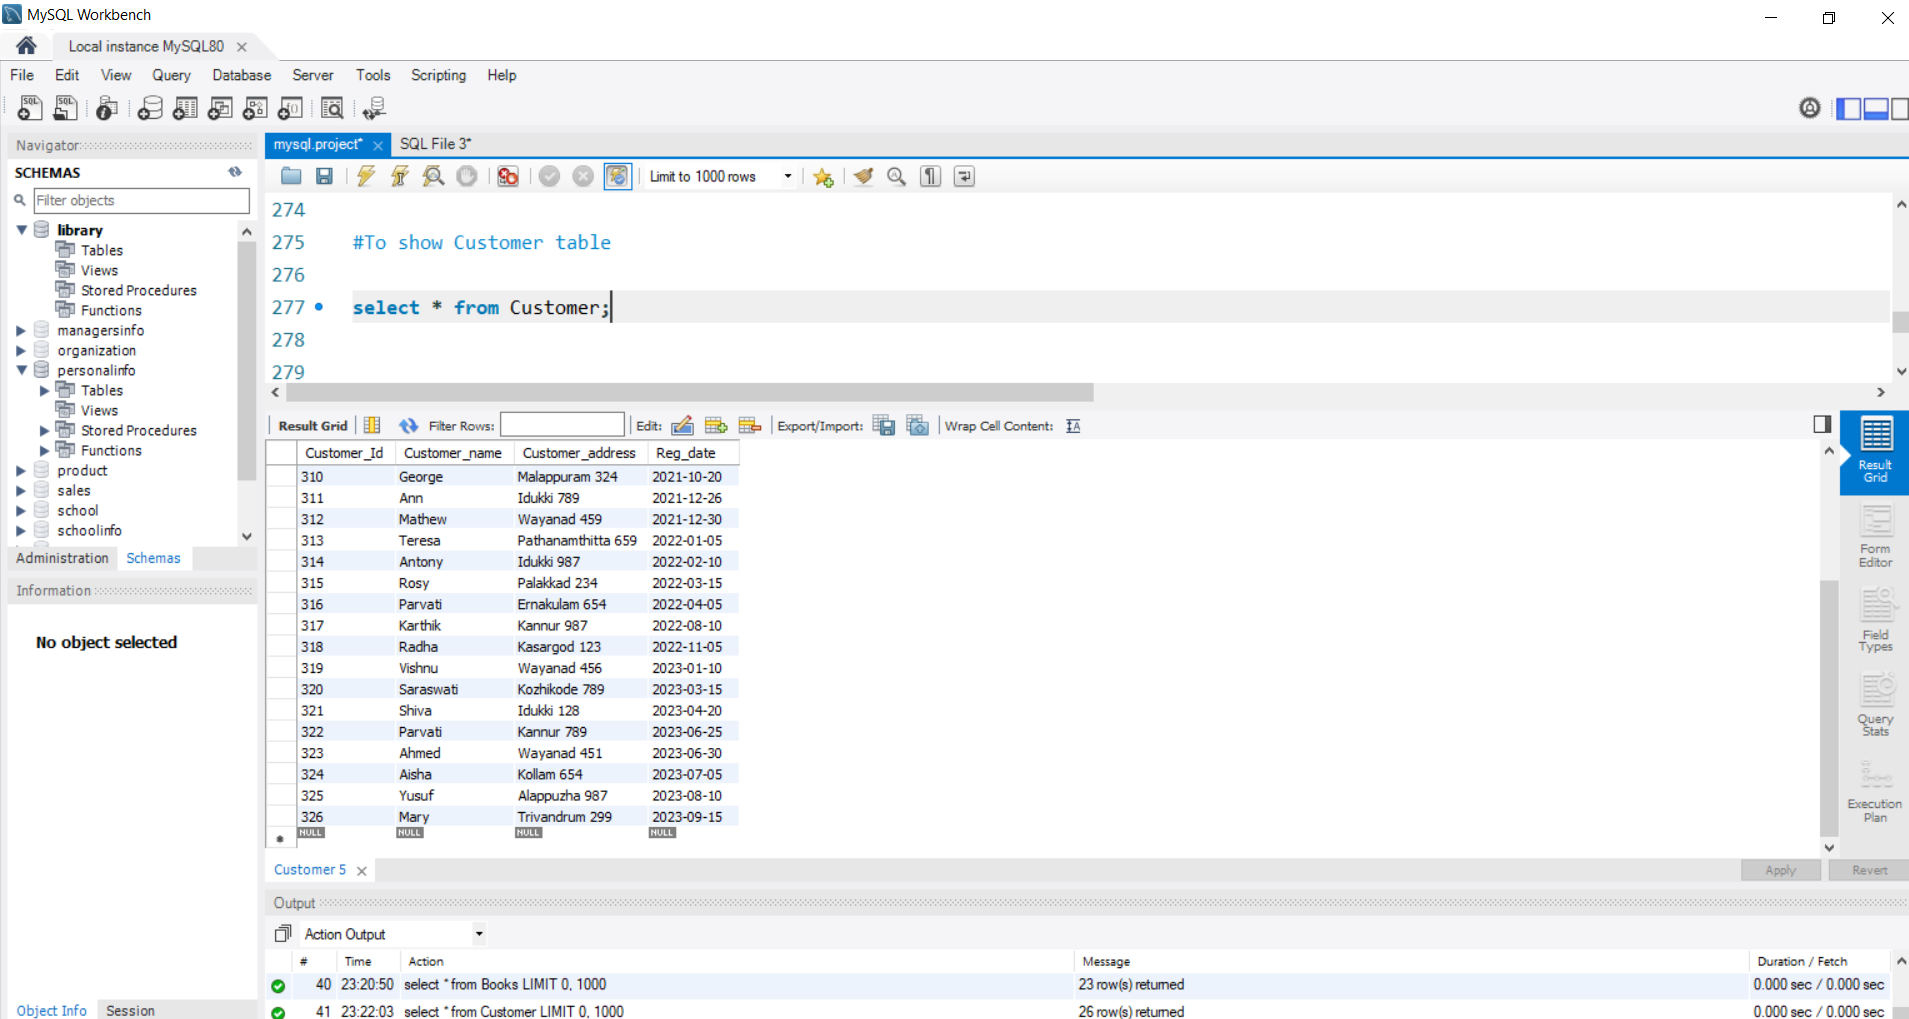 MySQL Workbench
Local instance MySQL80
File Edit View Query Database Server Tools Scripting Help
Navigator
SCHEMAS
Filter objects
library
Tables
Views
Stored Procedures
Functions
managersinfo
organization
personalinfo
Tables
Views
Stored Procedures
Functions
product
sales
school
schoolinfo
Administration Schemas
Information
No object selected
Object Info Session
mysql.project* SQL File 3*
Limit to 1000 rows
274
275 #To show Customer table
276
277 select * from Customer;
278
279
Result Grid Filter Rows: Edit: Export/Import: Wrap Cell Content:
Customer_Id Customer_name Customer_address Reg_date
310 George Malappuram 324 2021-10-20
311 Ann Idukki 789 2021-12-26
312 Mathew Wayanad 459 2021-12-30
313 Teresa Pathanamthitta 659 2022-01-05
314 Antony Idukki 987 2022-02-10
315 Rosy Palakkad 234 2022-03-15
316 Parvati Ernakulam 654 2022-04-05
317 Karthik Kannur 987 2022-08-10
318 Radha Kasargod 123 2022-11-05
319 Vishnu Wayanad 456 2023-01-10
320 Saraswati Kozhikode 789 2023-03-15
321 Shiva Idukki 128 2023-04-20
322 Parvati Kannur 789 2023-06-25
323 Ahmed Wayanad 451 2023-06-30
324 Aisha Kollam 654 2023-07-05
325 Yusuf Alappuzha 987 2023-08-10
326 Mary Trivandrum 299 2023-09-15
NULL NULL NULL NULL
Result
Grid
Form
Editor
Field
Types
Query
Stats
Execution
Plan
Customer 5
Apply Revert
Output
Action Output
# Time Action Message Duration / Fetch
40 23:20:50 select * from Books LIMIT 0, 1000 23 row(s) returned 0.000 sec / 0.000 sec
41 23:22:03 select * from Customer LIMIT 0, 1000 26 row(s) returned 0.000 sec / 0.000 sec